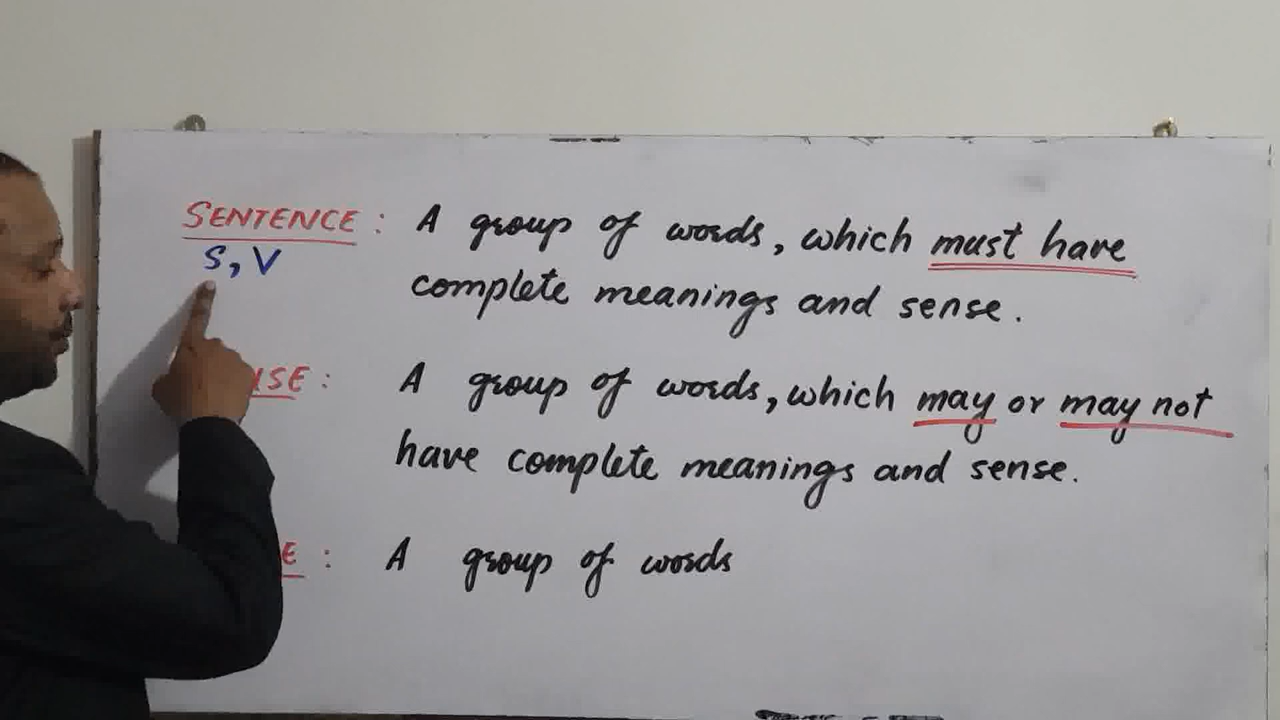 SENTENCE : A group of words, which must have
S, V
complete meanings and sense.
: A group of words, which may or may not
have complete meanings and sense.
: A group of words